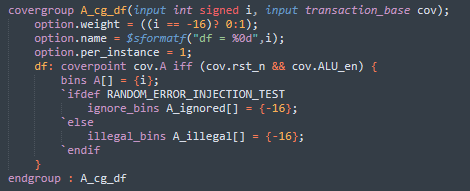 covergroup A_cg_df(input int signed i, input transaction_base cov);
    option.weight = ((i == -16)? 0:1);
    option.name = $sformatf("df = %0d",i);
    option.per_instance = 1;
    df: coverpoint cov.A iff (cov.rst_n && cov.ALU_en) {
        bins A[] = {i};
        `ifdef RANDOM_ERROR_INJECTION_TEST
            ignore_bins A_ignored[] = {-16};
        `else
            illegal_bins A_illegal[] = {-16};
        `endif
    }
endgroup : A_cg_df